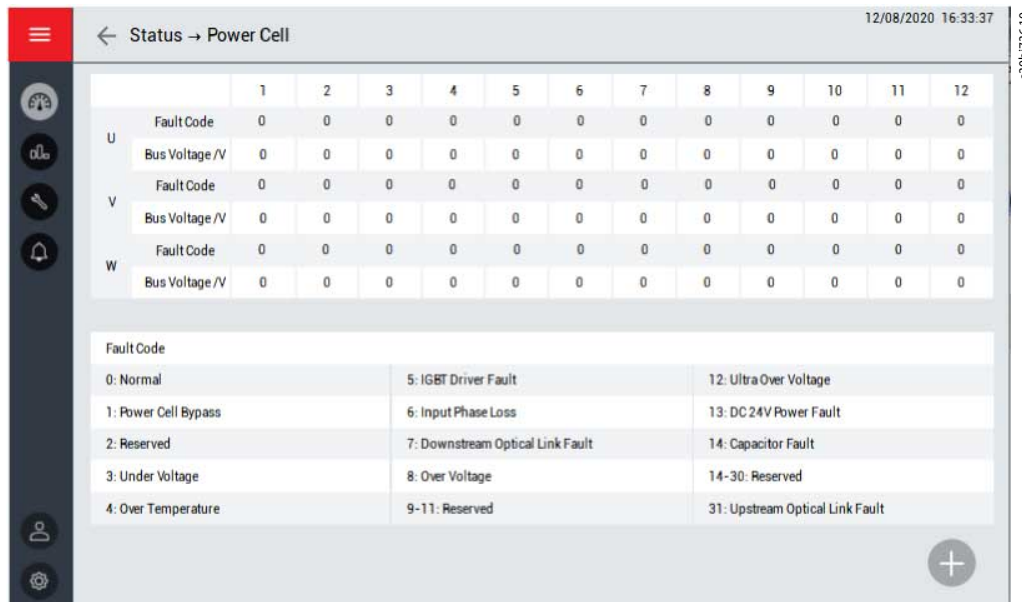 12/08/2020 16:33:37
← Status → Power Cell
1 2 3 4 5 6 7 8 9 10 11 12
U
Fault Code 0 0 0 0 0 0 0 0 0 0 0 0
Bus Voltage /V 0 0 0 0 0 0 0 0 0 0 0 0
V
Fault Code 0 0 0 0 0 0 0 0 0 0 0 0
Bus Voltage /V 0 0 0 0 0 0 0 0 0 0 0 0
W
Fault Code 0 0 0 0 0 0 0 0 0 0 0 0
Bus Voltage /V 0 0 0 0 0 0 0 0 0 0 0 0
Fault Code
0: Normal 5: IGBT Driver Fault 12: Ultra Over Voltage
1: Power Cell Bypass 6: Input Phase Loss 13: DC 24V Power Fault
2: Reserved 7: Downstream Optical Link Fault 14: Capacitor Fault
3: Under Voltage 8: Over Voltage 14-30: Reserved
4: Over Temperature 9-11: Reserved 31: Upstream Optical Link Fault